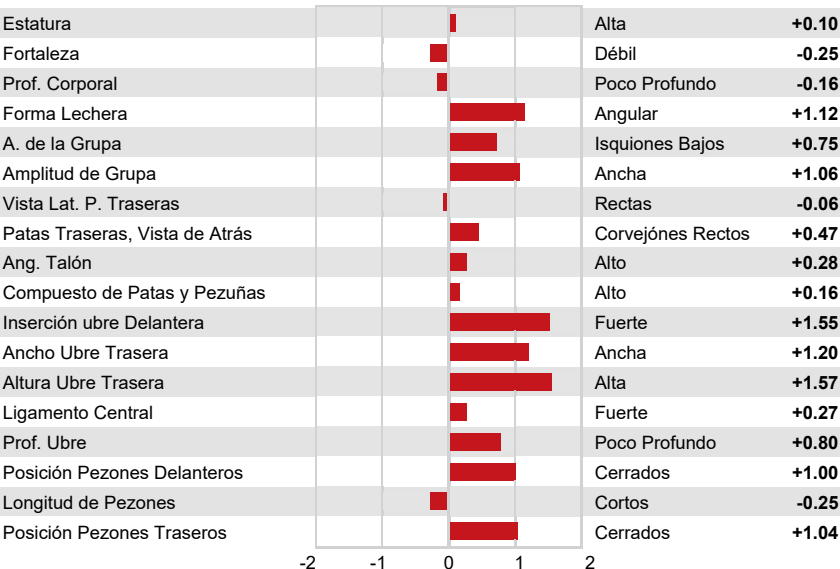 Estatura Alta +0.10
Fortaleza Débil -0.25
Prof. Corporal Poco Profundo -0.16
Forma Lechera Angular +1.12
A. de la Grupa Isquiones Bajos +0.75
Amplitud de Grupa Ancha +1.06
Vista Lat. P. Traseras Rectas -0.06
Patas Traseras, Vista de Atrás Corvejónes Rectos +0.47
Ang. Talón Alto +0.28
Compuesto de Patas y Pezuñas Alto +0.16
Inserción ubre Delantera Fuerte +1.55
Ancho Ubre Trasera Ancha +1.20
Altura Ubre Trasera Alta +1.57
Ligamento Central Fuerte +0.27
Prof. Ubre Poco Profundo +0.80
Posición Pezones Delanteros Cerrados +1.00
Longitud de Pezones Cortos -0.25
Posición Pezones Traseros Cerrados +1.04
-2 -1 0 1 2